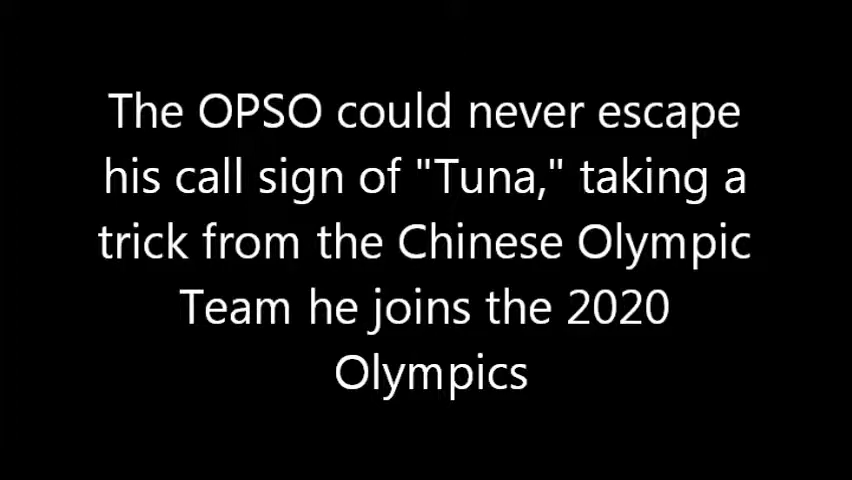 The OPSO could never escape
his call sign of "Tuna," taking a
trick from the Chinese Olympic
Team he joins the 2020
Olympics